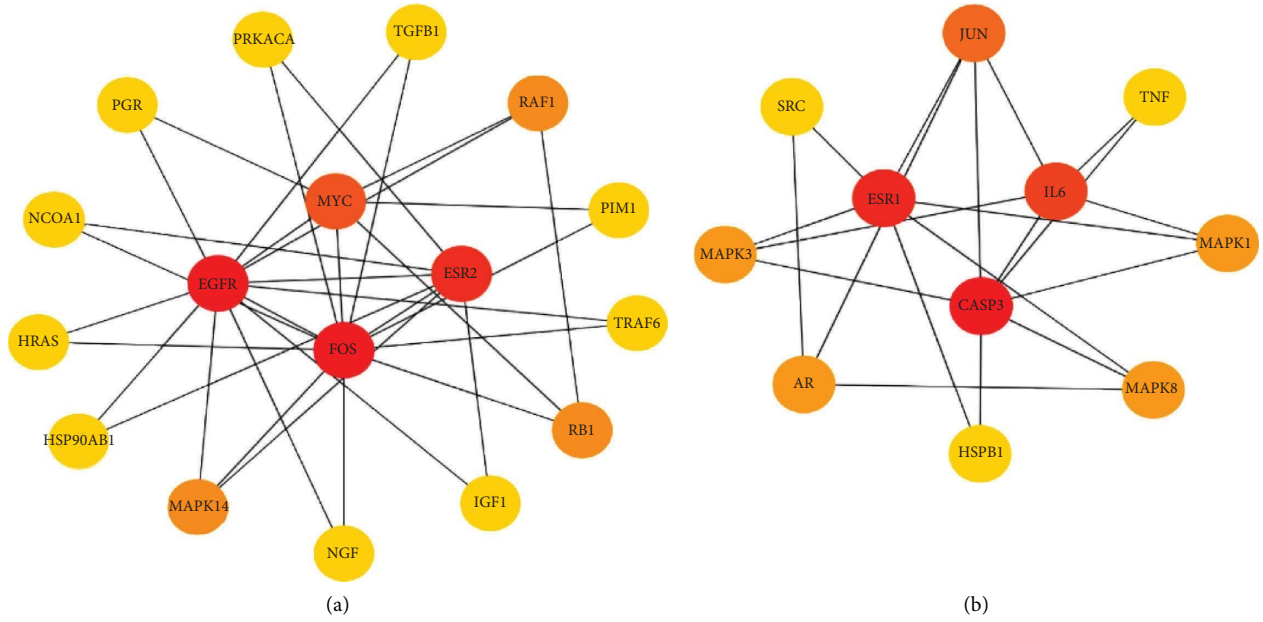 PRKACA
TGFB1
PGR
RAF1
MYC
PIM1
NCOA1
EGFR
ESR2
TRAF6
HRAS
FOS
HSP90AB1
RB1
MAPK14
IGF1
NGF
(a)
JUN
SRC
TNF
ESR1
IL6
MAPK3
MAPK1
CASP3
AR
MAPK8
HSPB1
(b)